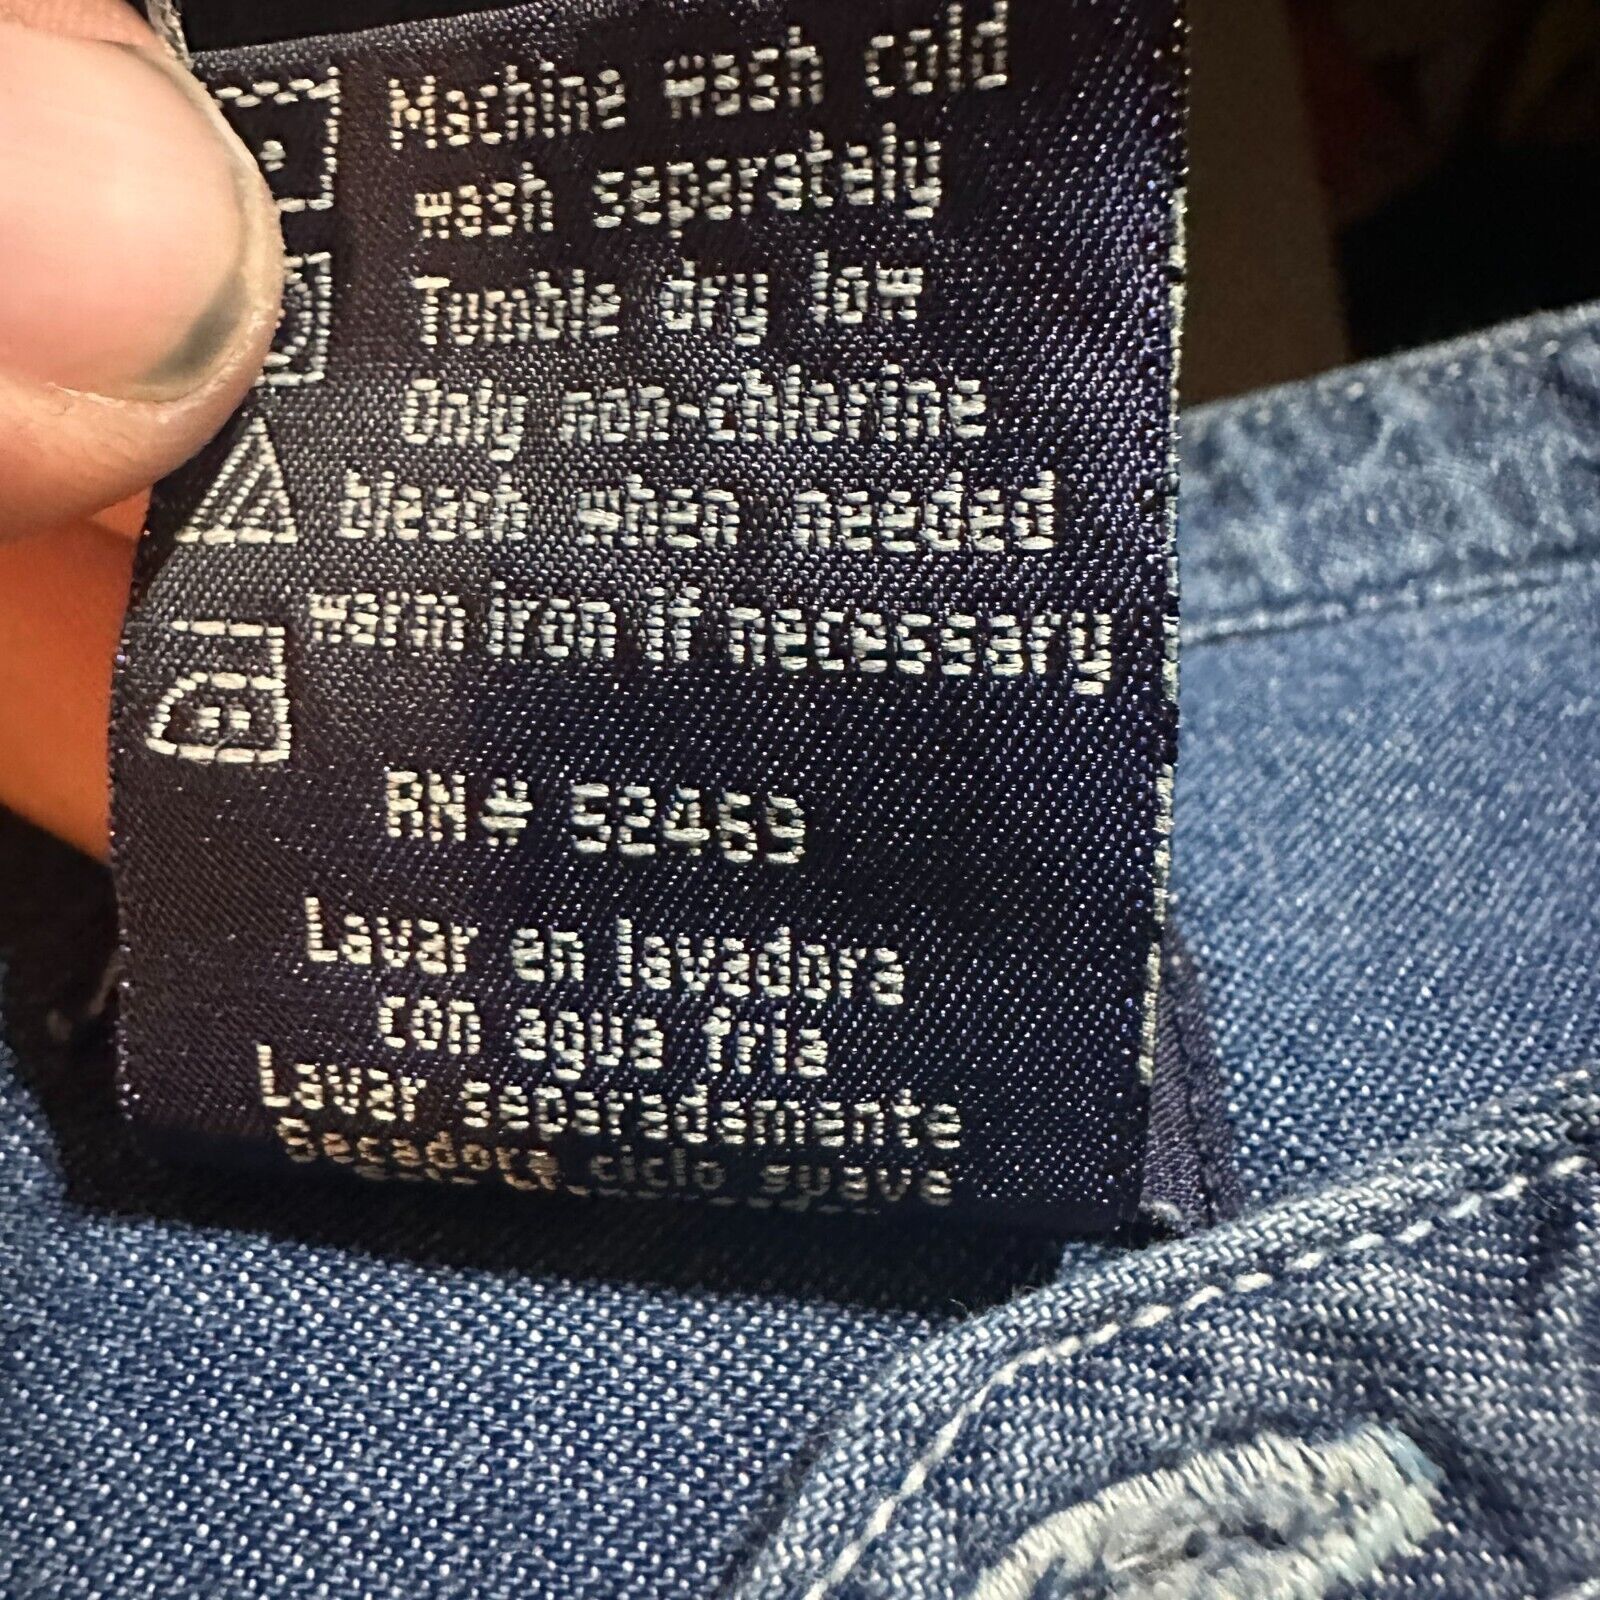 Machine wash cold
wash separately
Tumble dry low
Only non-chlorine
bleach when needed
warm iron if necessary
RN# 52469
Lavar en lavadora
con agua fria
Lavar separadamente
Secadora ciclo suave